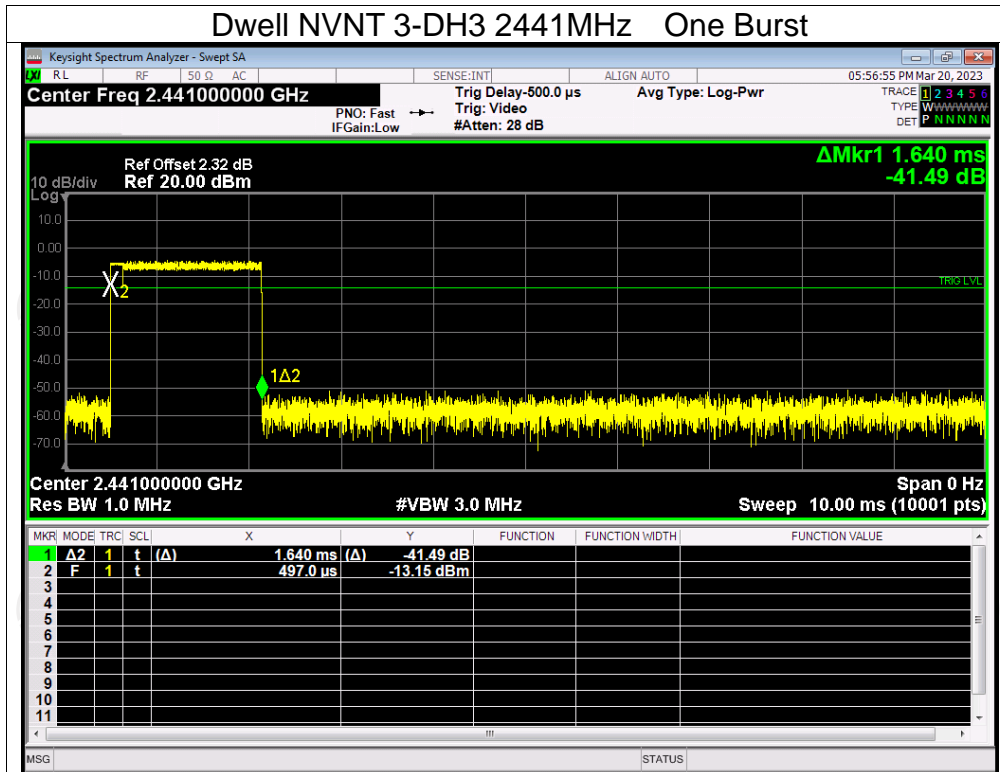 Dwell NVNT 3-DH3 2441MHz One Burst
Keysight Spectrum Analyzer - Swept SA
LXI RL RF 50 Ω AC SENSE:INT ALIGN AUTO 05:56:55 PM Mar 20, 2023
Center Freq 2.441000000 GHz Trig Delay-500.0 µs Avg Type: Log-Pwr TRACE 1 2 3 4 5 6
PNO: Fast Trig: Video TYPE WWWWWW
IFGain:Low #Atten: 28 dB DET P N N N N N
ΔMkr1 1.640 ms
Ref Offset 2.32 dB
10 dB/div Ref 20.00 dBm -41.49 dB
Log
10.0
0.00
-10.0
TRIG LVL
X2
-20.0
-30.0
-40.0
1Δ2
-50.0
-60.0
-70.0
Center 2.441000000 GHz Span 0 Hz
Res BW 1.0 MHz #VBW 3.0 MHz Sweep 10.00 ms (10001 pts)
MKR MODE TRC SCL X Y FUNCTION FUNCTION WIDTH FUNCTION VALUE
1 Δ2 1 t (Δ) 1.640 ms (Δ) -41.49 dB
2 F 1 t 497.0 µs -13.15 dBm
3
4
5
6
7
8
9
10
11
MSG STATUS